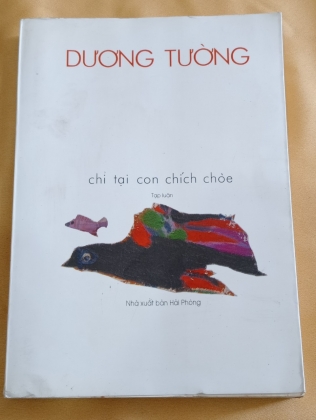 DƯƠNG TƯỜNG
chỉ tại con chích chòe
Tạp luận
Nhà xuất bản Hải Phòng